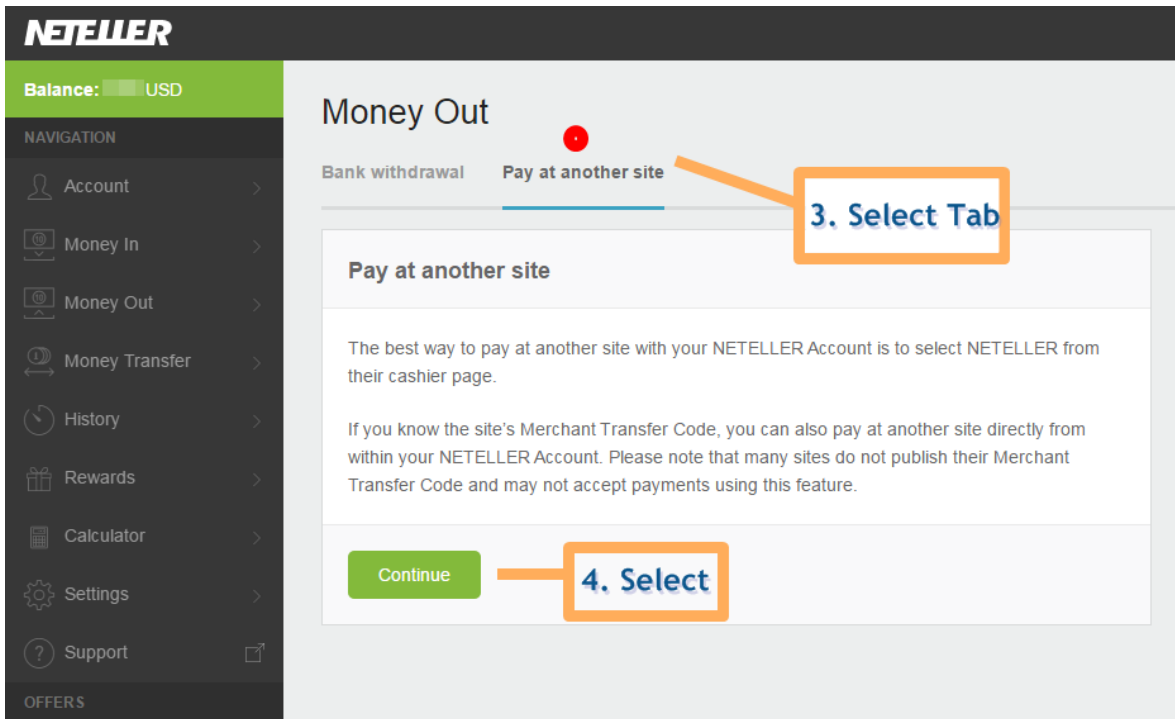 NETELLER
Balance: USD
NAVIGATION
Account
Money In
Money Out
Money Transfer
History
Rewards
Calculator
Settings
Support
OFFERS
Money Out
Bank withdrawal Pay at another site
3. Select Tab
Pay at another site
The best way to pay at another site with your NETELLER Account is to select NETELLER from
their cashier page.
If you know the site's Merchant Transfer Code, you can also pay at another site directly from
within your NETELLER Account. Please note that many sites do not publish their Merchant
Transfer Code and may not accept payments using this feature.
Continue
4. Select